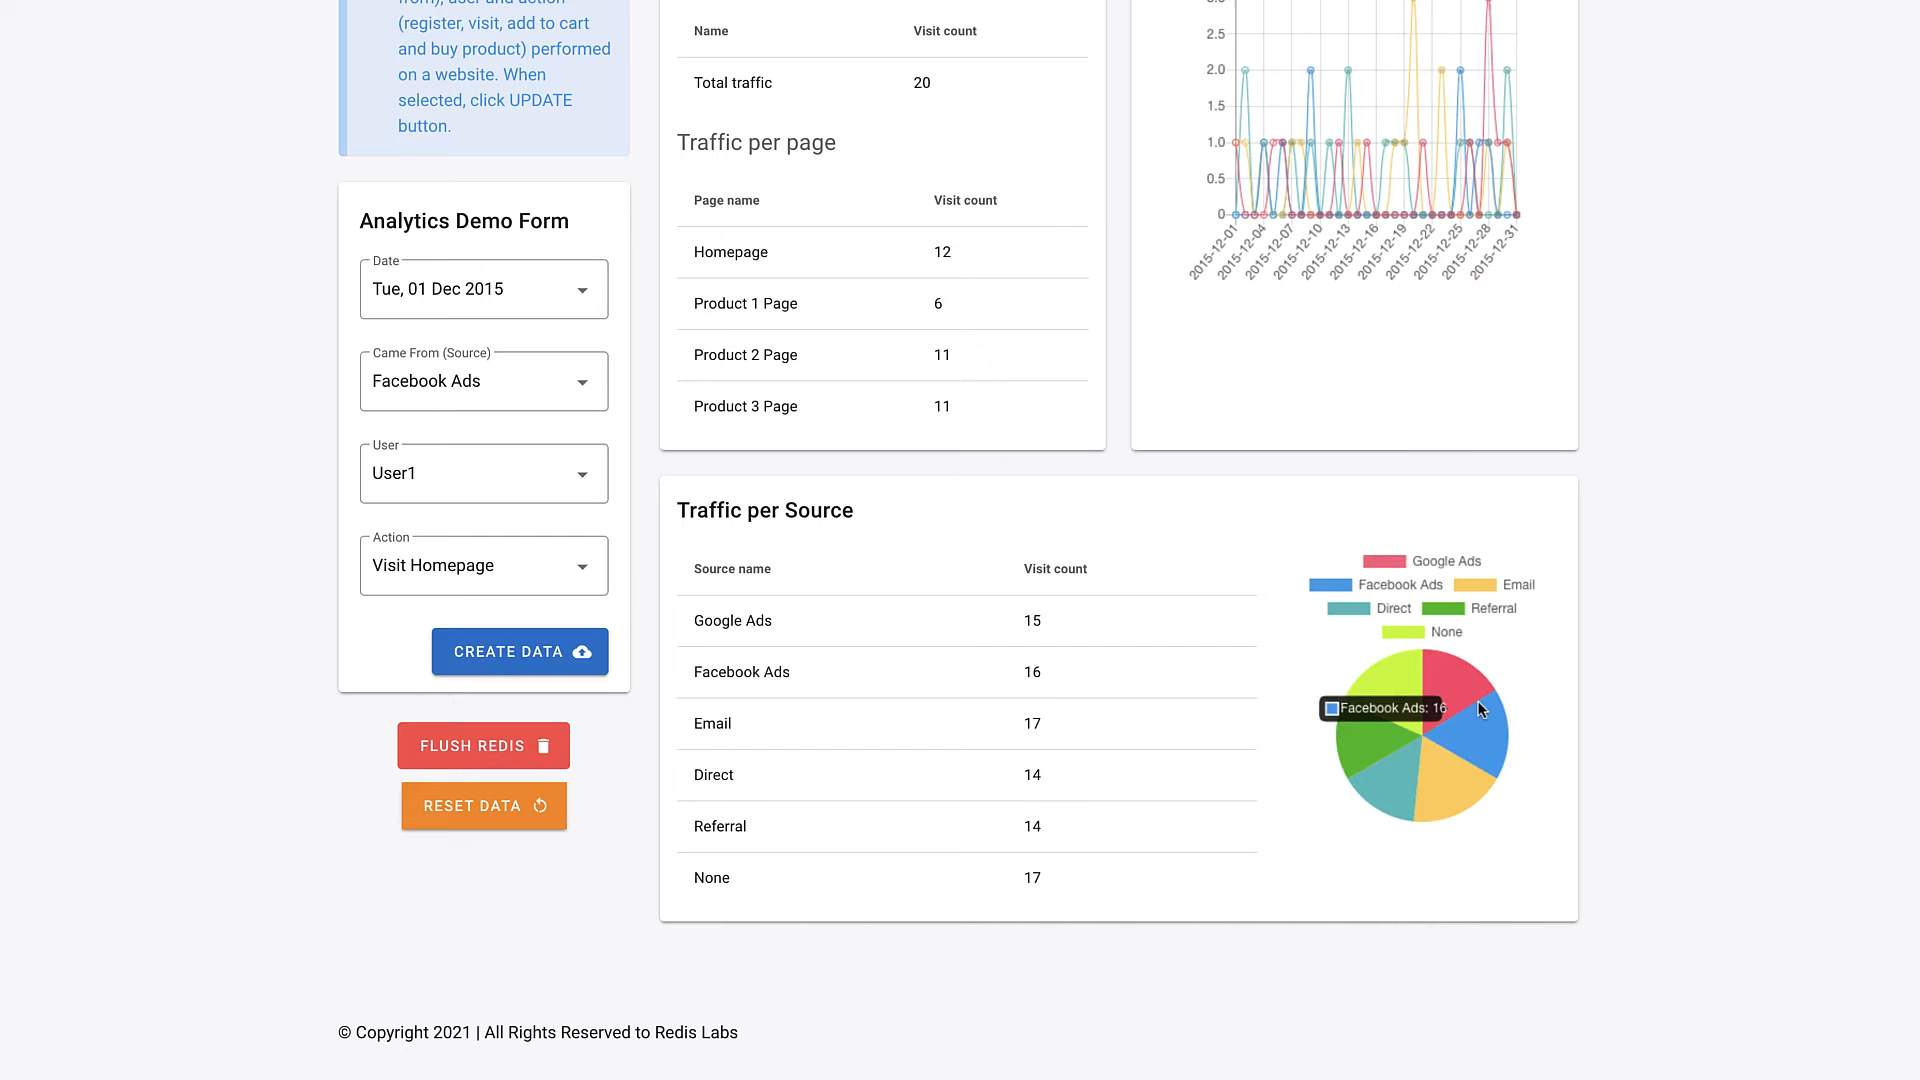 from), user and action
(register, visit, add to cart
and buy product) performed
on a website. When
selected, click UPDATE
button.
Analytics Demo Form
Date
Tue, 01 Dec 2015
Came From (Source)
Facebook Ads
User
User1
Action
Visit Homepage
CREATE DATA
FLUSH REDIS
RESET DATA
Name Visit count
Total traffic 20
Traffic per page
Page name Visit count
Homepage 12
Product 1 Page 6
Product 2 Page 11
Product 3 Page 11
2.5
2.0
1.5
1.0
0.5
0
2015-12-01 2015-12-04 2015-12-07 2015-12-10 2015-12-13 2015-12-16 2015-12-19 2015-12-22 2015-12-25 2015-12-28 2015-12-31
Traffic per Source
Source name Visit count
Google Ads 15
Facebook Ads 16
Email 17
Direct 14
Referral 14
None 17
Google Ads
Facebook Ads Email
Direct Referral
None
Facebook Ads: 16
© Copyright 2021 | All Rights Reserved to Redis Labs